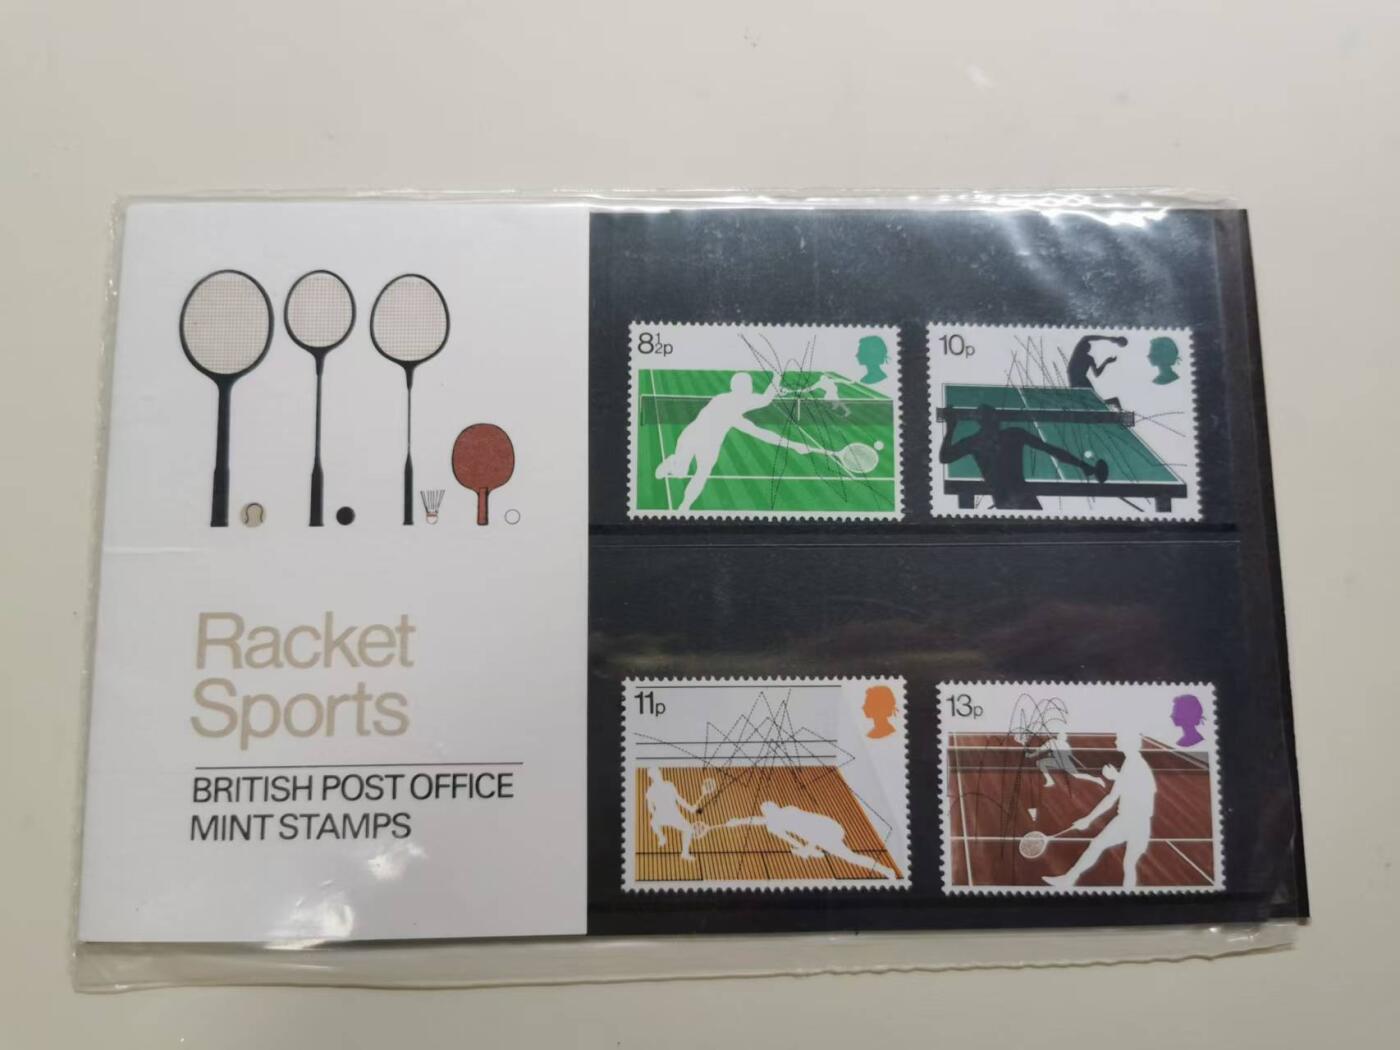 Racket
Sports
BRITISH POST OFFICE
MINT STAMPS
8½p
10p
11p
13p